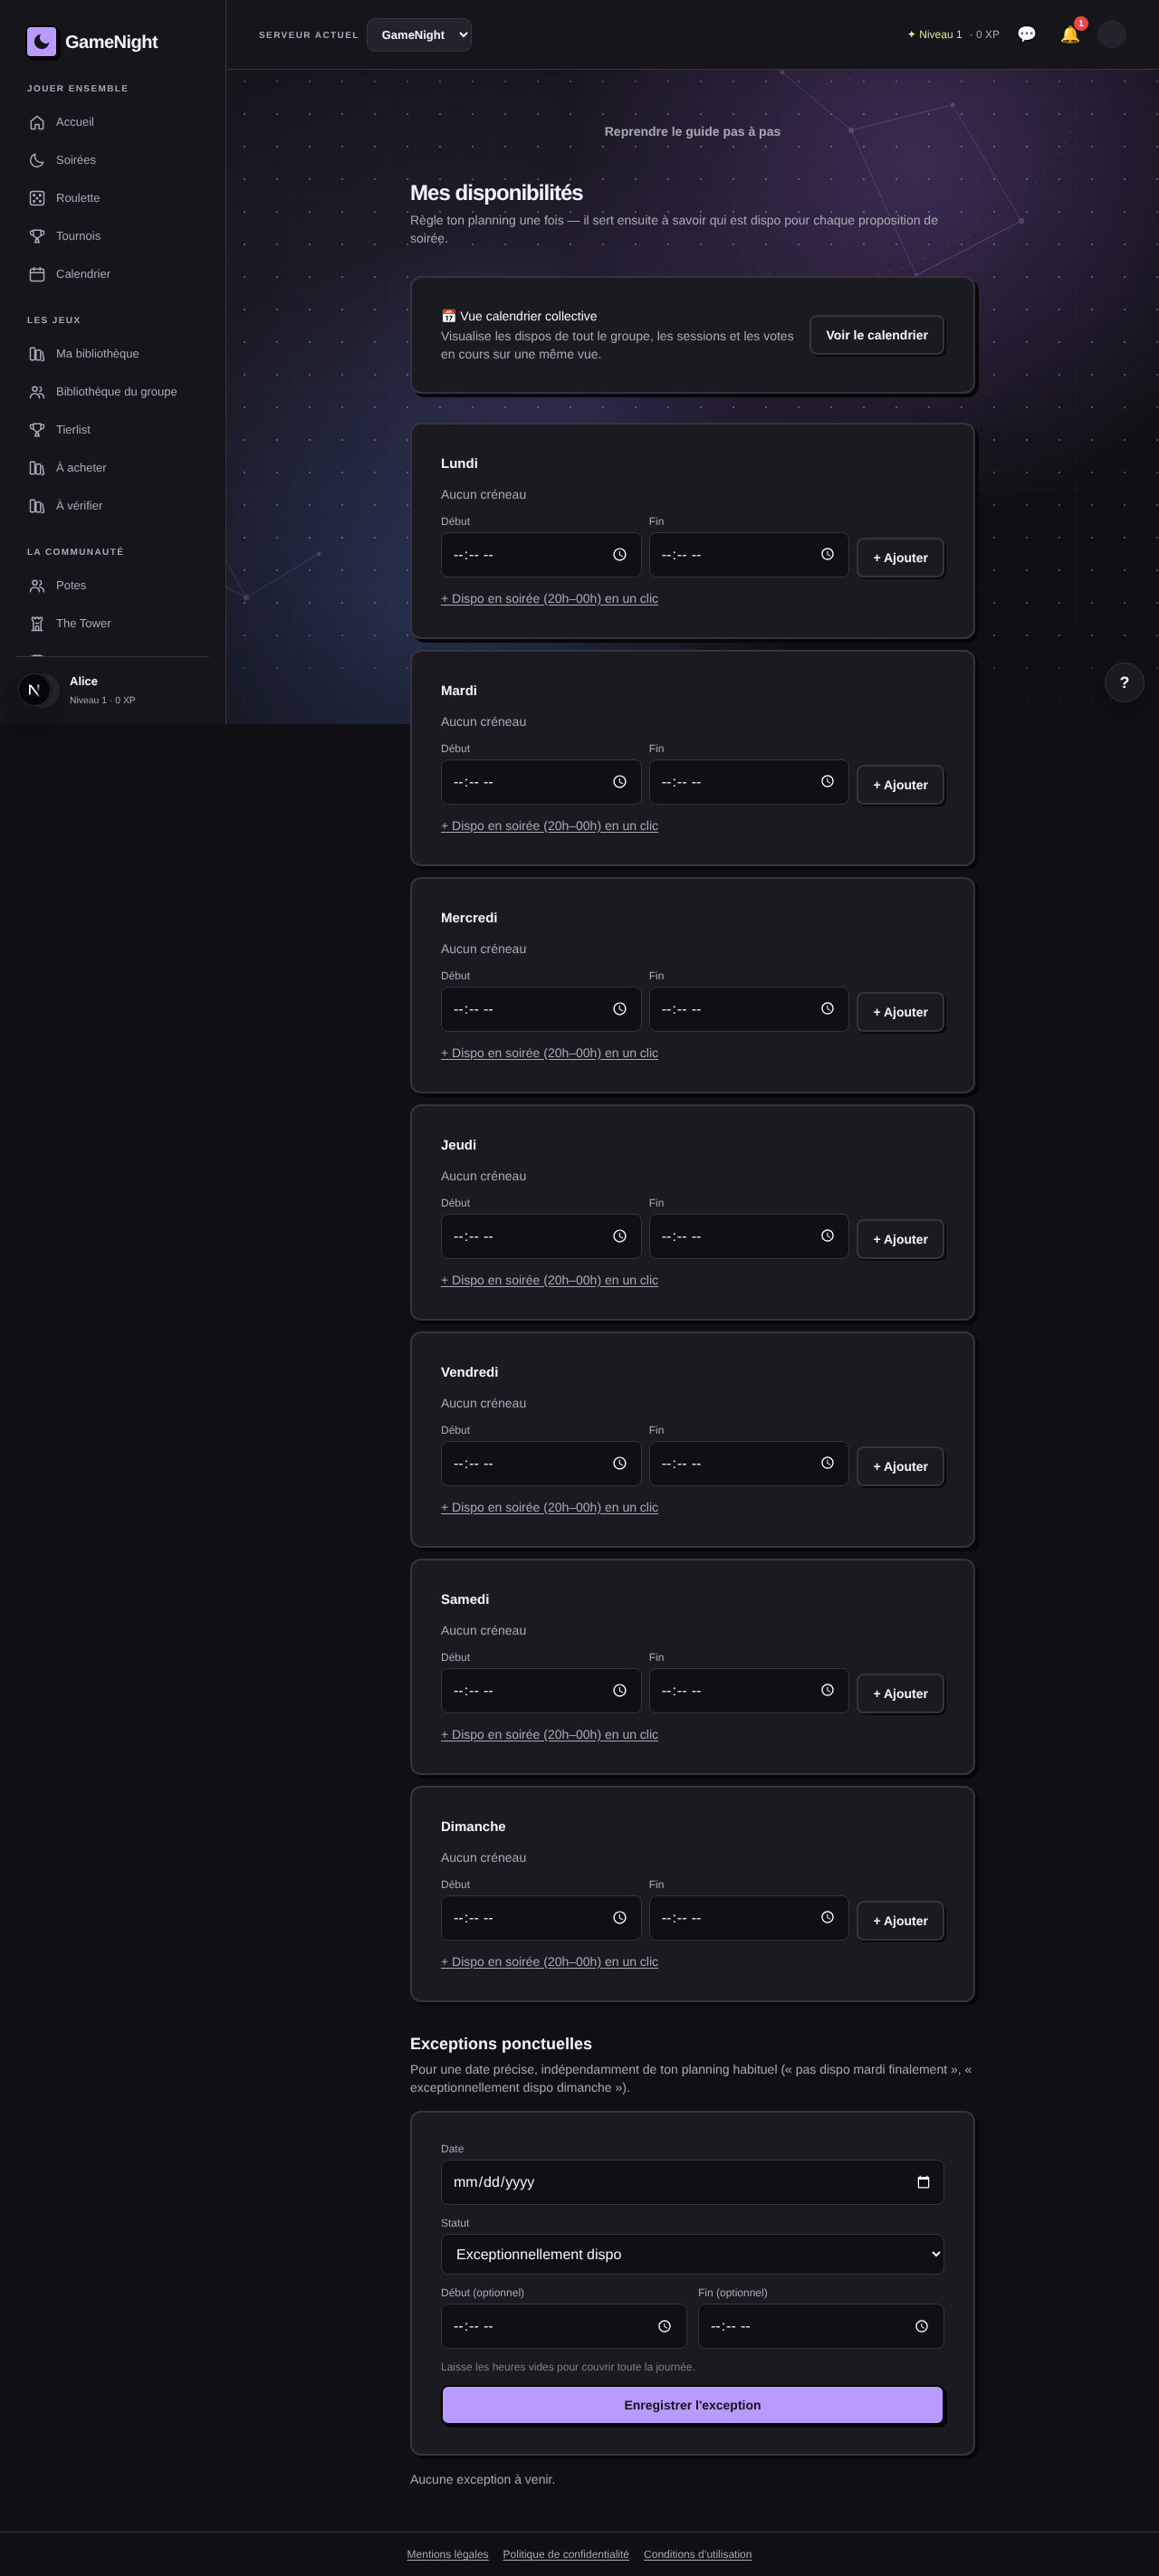 GameNight
JOUER ENSEMBLE
Accueil
Soirées
Roulette
Tournois
Calendrier
LES JEUX
Ma bibliothèque
Bibliothèque du groupe
Tierlist
À acheter
À vérifier
LA COMMUNAUTÉ
Potes
The Tower
N
Alice
Niveau 1 · 0 XP
SERVEUR ACTUEL
GameNight
✦ Niveau 1 · 0 XP
1
Reprendre le guide pas à pas
Mes disponibilités
Règle ton planning une fois — il sert ensuite à savoir qui est dispo pour chaque proposition de
soirée.
📅 Vue calendrier collective
Visualise les dispos de tout le groupe, les sessions et les votes
en cours sur une même vue.
Voir le calendrier
Lundi
Aucun créneau
Début Fin
--:-- -- --:-- -- + Ajouter
+ Dispo en soirée (20h–00h) en un clic
Mardi
Aucun créneau
Début Fin
--:-- -- --:-- -- + Ajouter
+ Dispo en soirée (20h–00h) en un clic
Mercredi
Aucun créneau
Début Fin
--:-- -- --:-- -- + Ajouter
+ Dispo en soirée (20h–00h) en un clic
Jeudi
Aucun créneau
Début Fin
--:-- -- --:-- -- + Ajouter
+ Dispo en soirée (20h–00h) en un clic
Vendredi
Aucun créneau
Début Fin
--:-- -- --:-- -- + Ajouter
+ Dispo en soirée (20h–00h) en un clic
Samedi
Aucun créneau
Début Fin
--:-- -- --:-- -- + Ajouter
+ Dispo en soirée (20h–00h) en un clic
Dimanche
Aucun créneau
Début Fin
--:-- -- --:-- -- + Ajouter
+ Dispo en soirée (20h–00h) en un clic
?
Exceptions ponctuelles
Pour une date précise, indépendamment de ton planning habituel (« pas dispo mardi finalement », «
exceptionnellement dispo dimanche »).
Date
mm/dd/yyyy
Statut
Exceptionnellement dispo
Début (optionnel) Fin (optionnel)
--:-- -- --:-- --
Laisse les heures vides pour couvrir toute la journée.
Enregistrer l'exception
Aucune exception à venir.
Mentions légales Politique de confidentialité Conditions d'utilisation